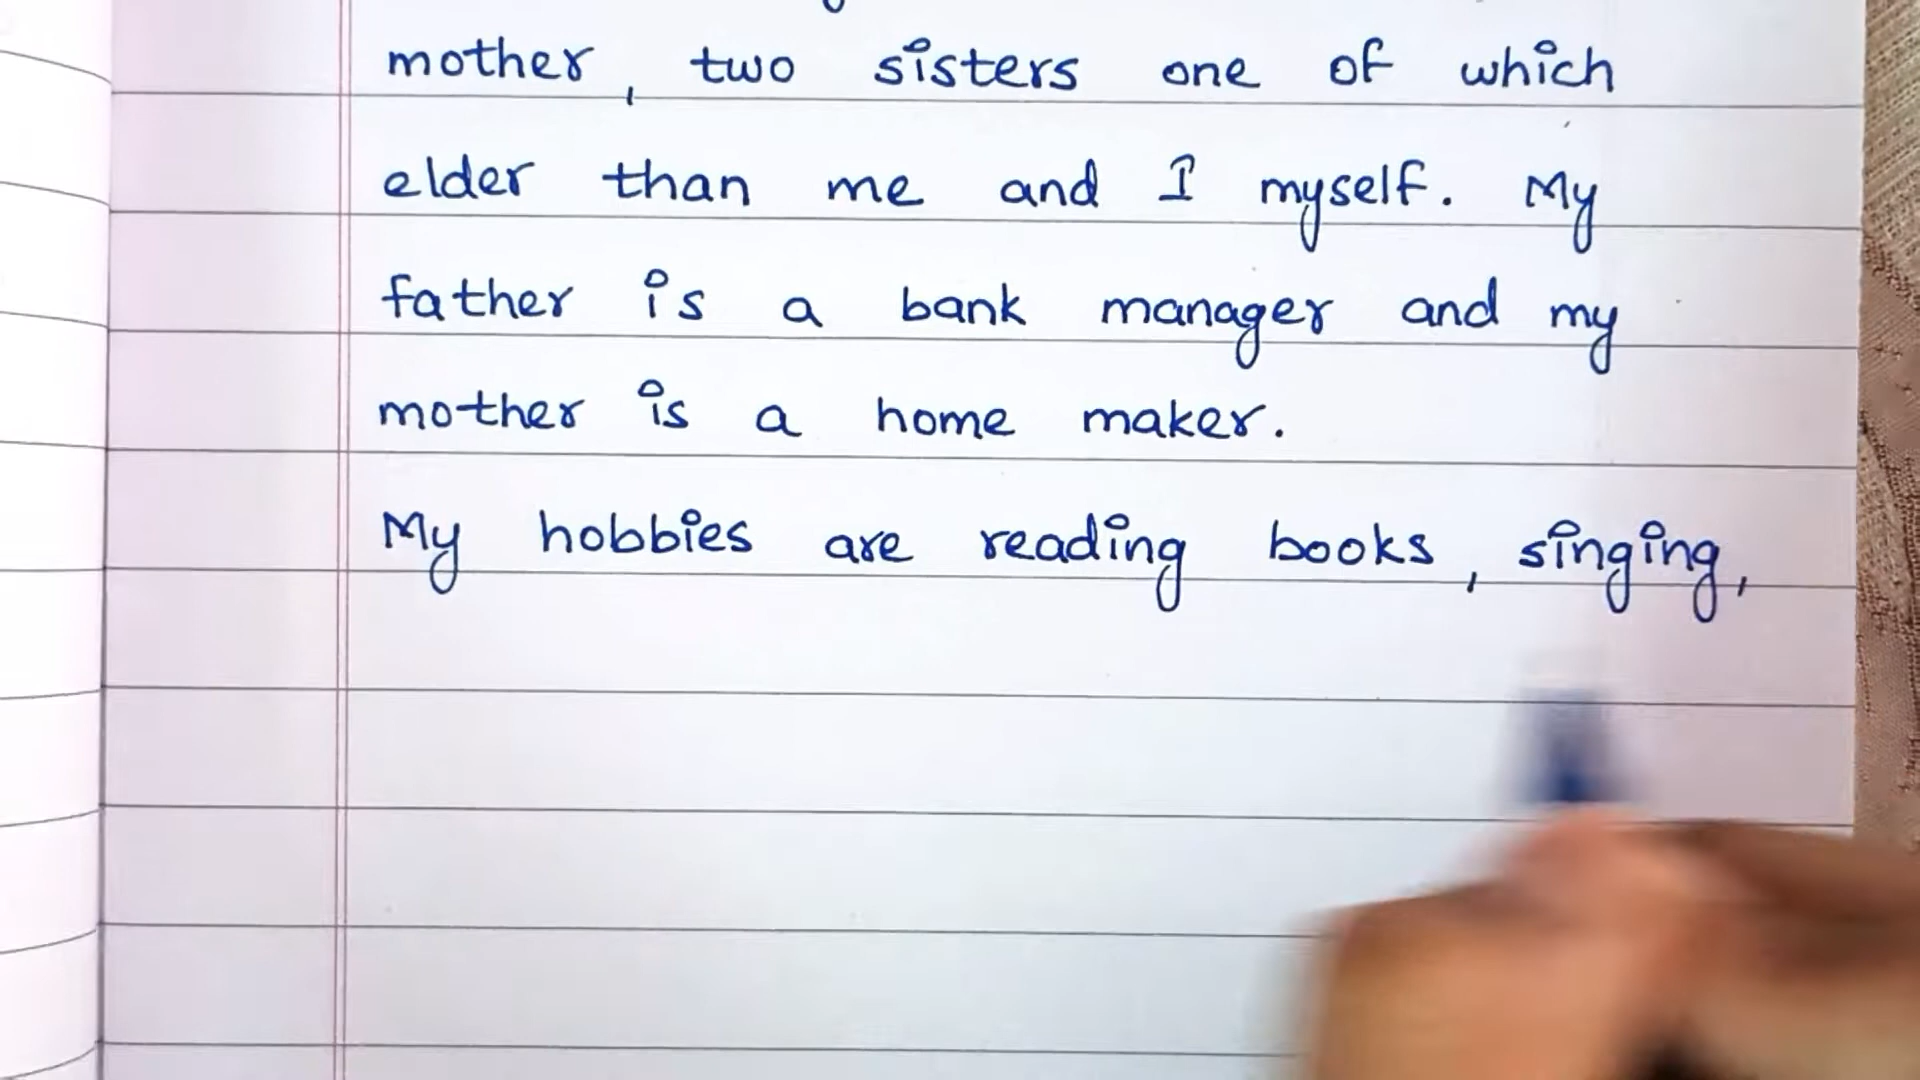 mother, two sisters one of which
elder than me and I myself. My
father is a bank manager and my
mother is a home maker.
My hobbies are reading books, singing,